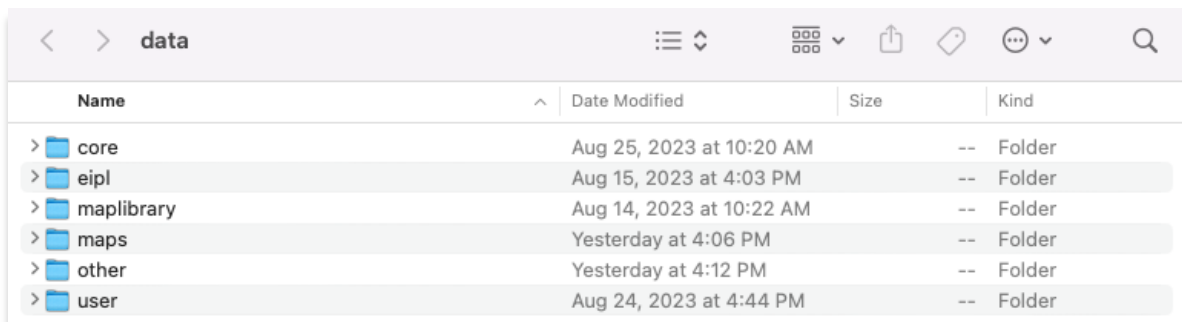 data
Name Date Modified Size Kind
core Aug 25, 2023 at 10:20 AM -- Folder
eipl Aug 15, 2023 at 4:03 PM -- Folder
maplibrary Aug 14, 2023 at 10:22 AM -- Folder
maps Yesterday at 4:06 PM -- Folder
other Yesterday at 4:12 PM -- Folder
user Aug 24, 2023 at 4:44 PM -- Folder